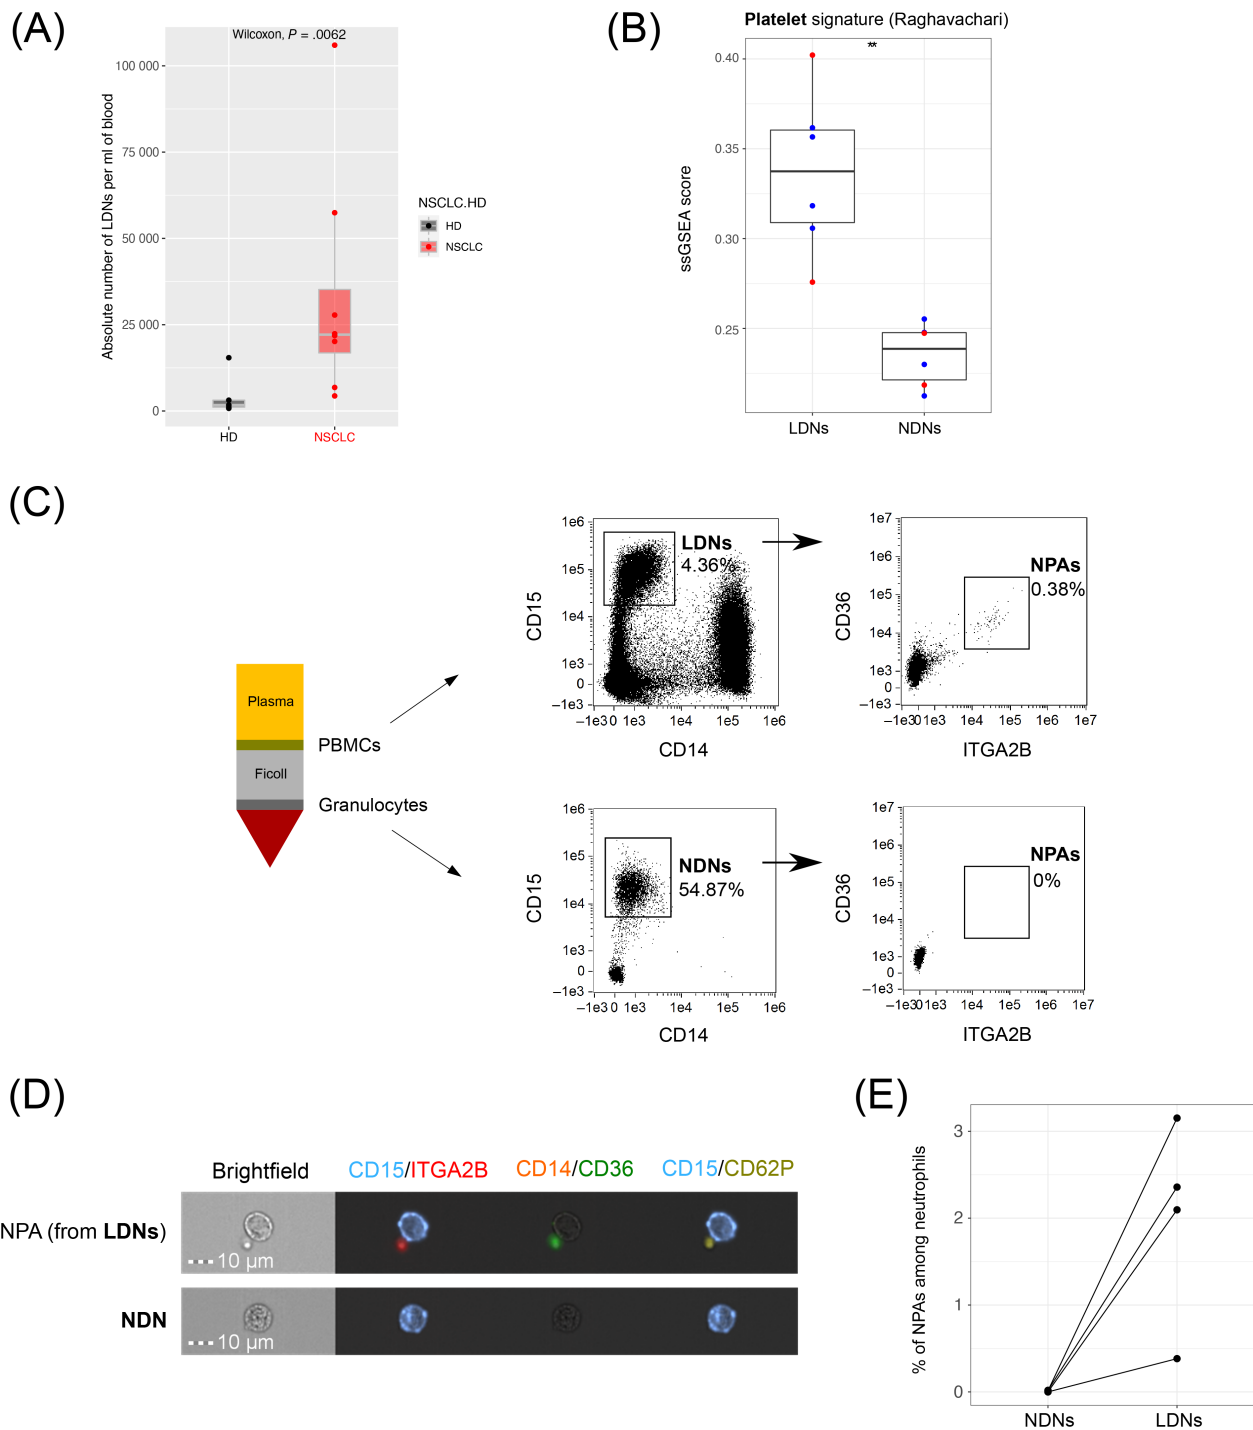 (A)
Wilcoxon, P = .0062
Absolute number of LDNs per ml of blood
100 000
75 000
50 000
25 000
0
HD
NSCLC
NSCLC.HD
HD
NSCLC
(B)
Platelet signature (Raghavachari)
**
ssGSEA score
0.40
0.35
0.30
0.25
LDNs
NDNs
(C)
Plasma
PBMCs
Ficoll
Granulocytes
1e6
1e5
1e4
1e3
0
−1e3
CD15
LDNs
4.36%
−1e3 0 1e3 1e4 1e5 1e6
CD14
1e7
1e6
1e5
1e4
1e3
0
−1e3
CD36
NPAs
0.38%
−1e3 0 1e3 1e4 1e5 1e6 1e7
ITGA2B
1e6
1e5
1e4
1e3
0
−1e3
CD15
NDNs
54.87%
−1e3 0 1e3 1e4 1e5 1e6
CD14
1e7
1e6
1e5
1e4
1e3
0
−1e3
CD36
NPAs
0%
−1e3 0 1e3 1e4 1e5 1e6 1e7
ITGA2B
(D)
Brightfield
CD15/ITGA2B
CD14/CD36
CD15/CD62P
NPA (from LDNs)
10 µm
NDN
10 µm
(E)
% of NPAs among neutrophils
3
2
1
0
NDNs
LDNs